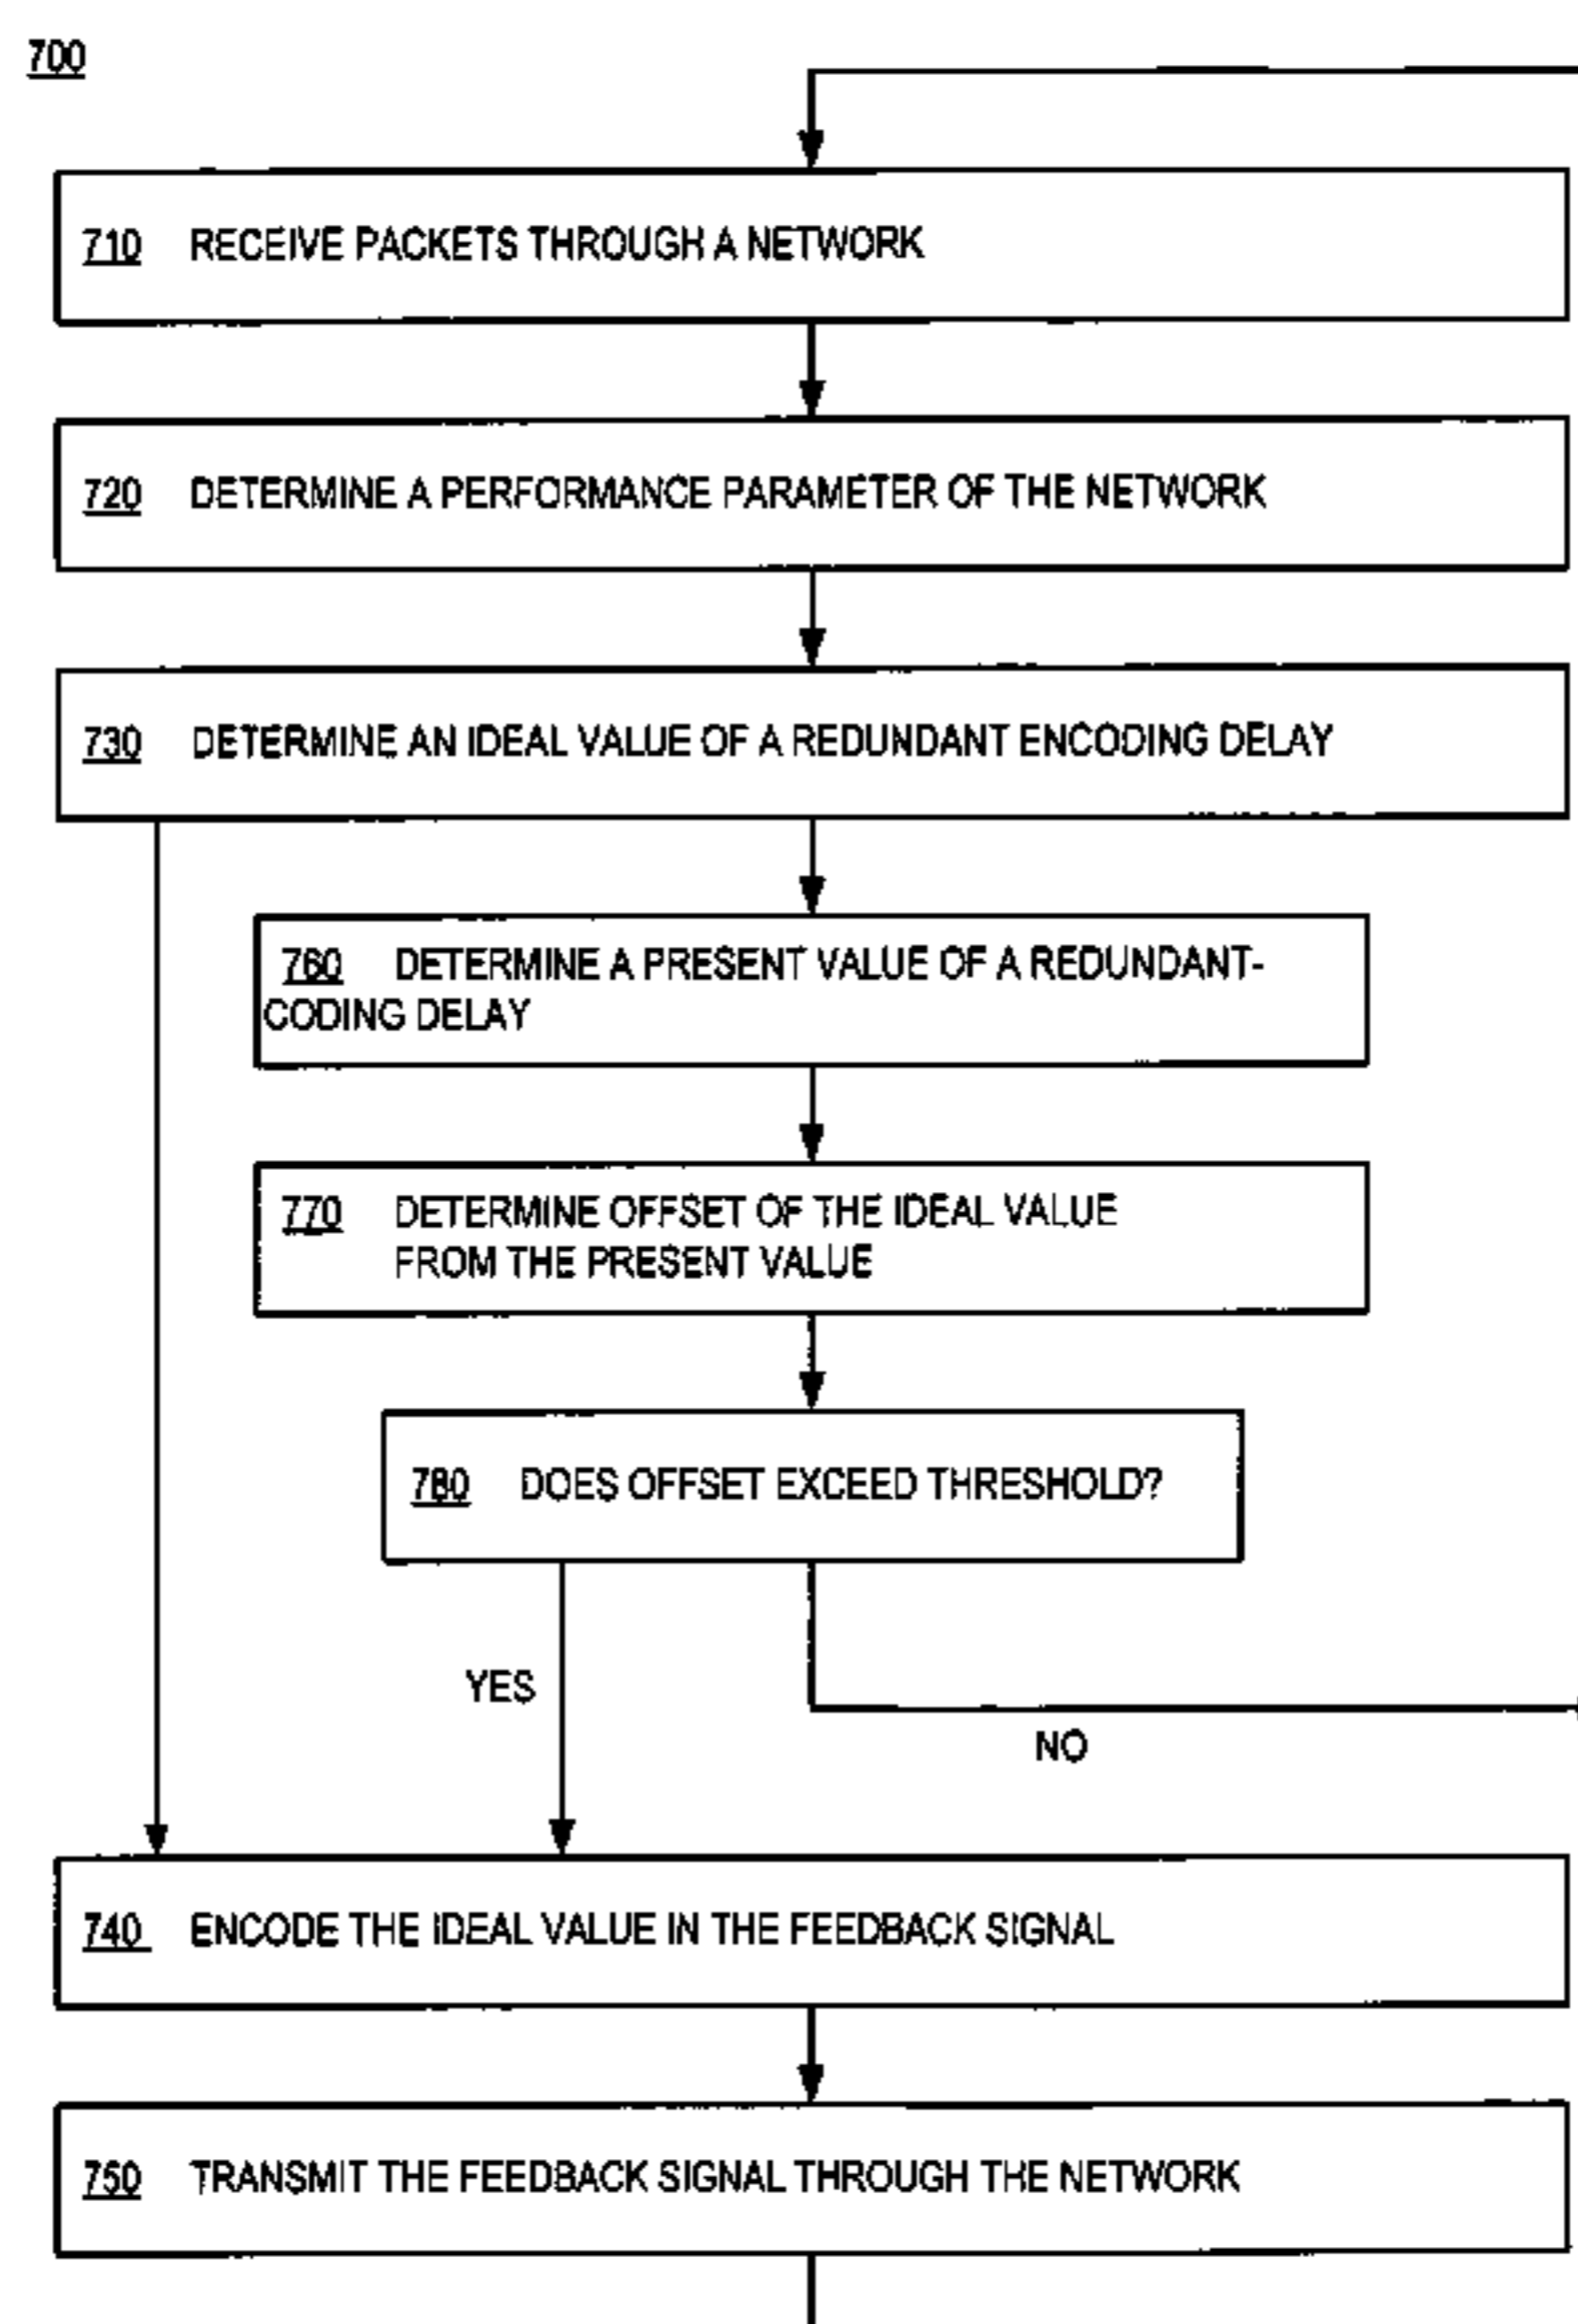 700
710 RECEIVE PACKETS THROUGH A NETWORK
720 DETERMINE A PERFORMANCE PARAMETER OF THE NETWORK
730 DETERMINE AN IDEAL VALUE OF A REDUNDANT ENCODING DELAY
760 DETERMINE A PRESENT VALUE OF A REDUNDANT-
CODING DELAY
770 DETERMINE OFFSET OF THE IDEAL VALUE
FROM THE PRESENT VALUE
780 DOES OFFSET EXCEED THRESHOLD?
YES
NO
740 ENCODE THE IDEAL VALUE IN THE FEEDBACK SIGNAL
750 TRANSMIT THE FEEDBACK SIGNAL THROUGH THE NETWORK